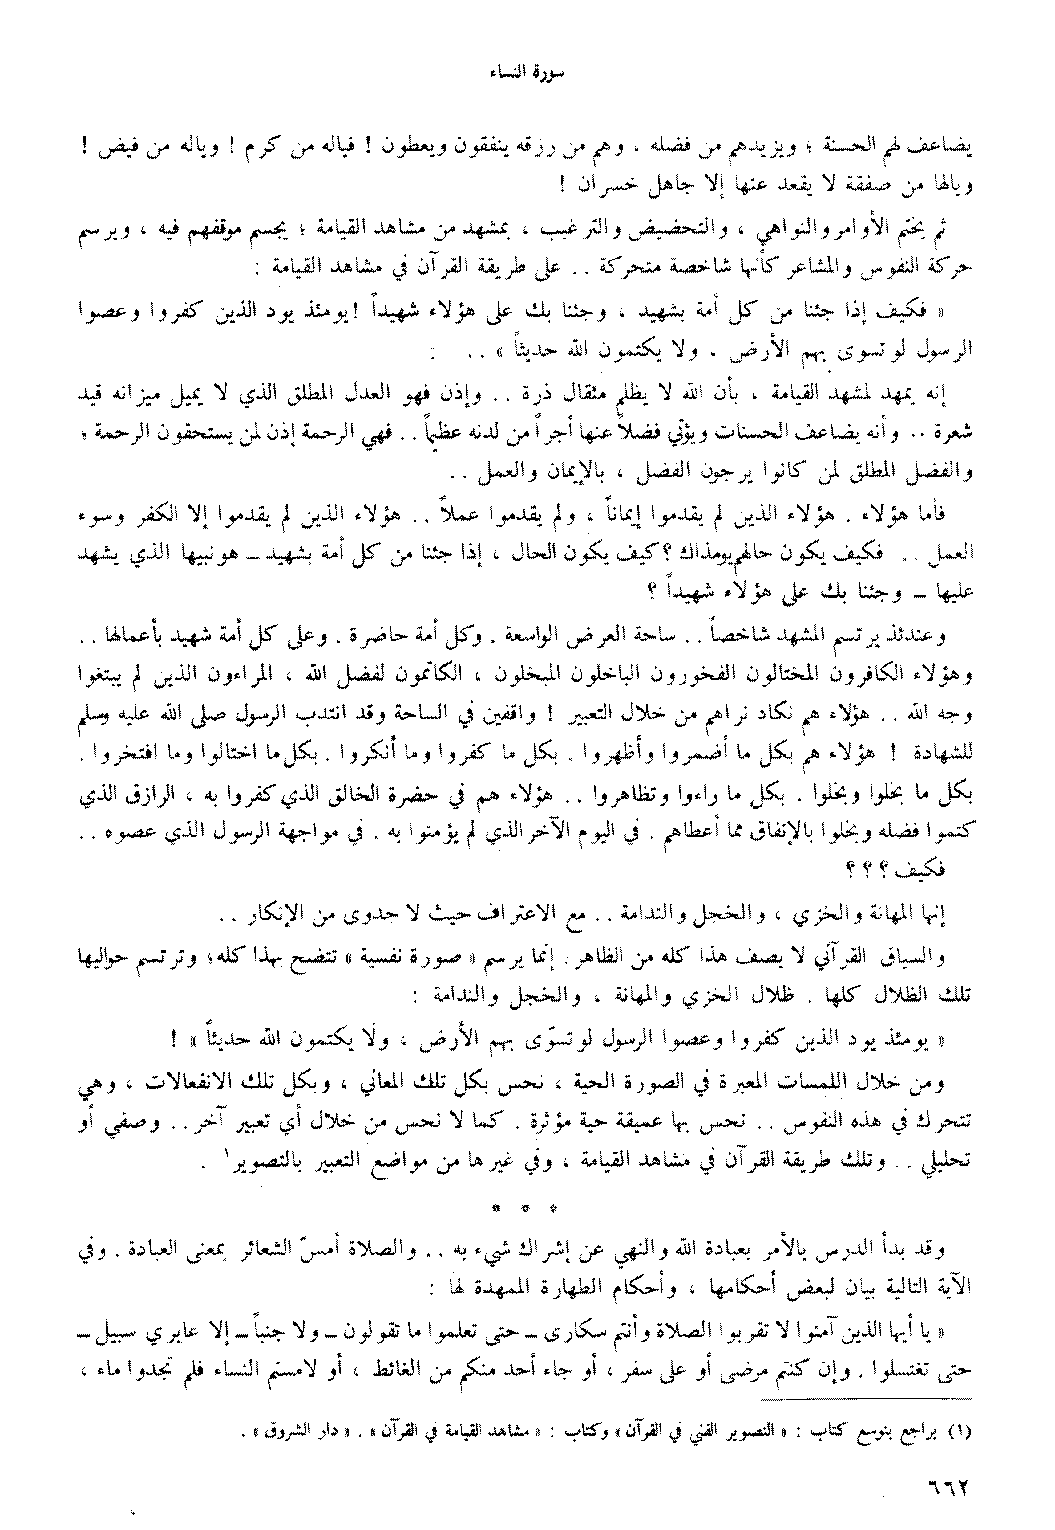 سورة النساء
يضاعف لهم الحسنة ؛ ويزيدهم من فضله . وهم من رزقه ينفقون ويعطون ! فياله من كرم ! وياله من فيض !
ويالها من صفقة لا يقعد عنها إلا جاهل خسران !
ثم يختم الأوامر والنواهي ، والتحضيض والترغيب ، بمشهد من مشاهد القيامة ؛ يجسم موقفهم فيه ، ويرسم
حركة النفوس والمشاعر كأنها شاخصة متحركة .. على طريقة القرآن في مشاهد القيامة :
« فكيف إذا جئنا من كل أمة بشهيد ، وجئنا بك على هؤلاء شهيداً ! يومئذ يود الذين كفروا وعصوا
الرسول لو تسوى بهم الأرض . ولا يكتمون الله حديثاً » .. :
إنه يمهد لمشهد القيامة ، بأن الله لا يظلم مثقال ذرة .. وإذن فهو العدل المطلق الذي لا يميل ميزانه قيد
شعرة .. وأنه يضاعف الحسنات ويؤتي فضلاً عنها أجراً من لدنه عظيماً .. فهي الرحمة إذن لمن يستحقون الرحمة ؛
والفضل المطلق لمن كانوا يرجون الفضل ، بالإيمان والعمل ..
فأما هؤلاء . هؤلاء الذين لم يقدموا إيماناً ، ولم يقدموا عملاً .. هؤلاء الذين لم يقدموا إلا الكفر وسوء
العمل .. فكيف يكون حالهم يومذاك ؟ كيف يكون الحال ، إذا جئنا من كل أمة بشهيد – هو نبيها الذي يشهد
عليها – وجئنا بك على هؤلاء شهيداً ؟
وعندئذ يرتسم المشهد شاخصاً .. ساحة العرض الواسعة . وكل أمة حاضرة . وعلى كل أمة شهيد بأعمالها ..
وهؤلاء الكافرون المختالون الفخورون الباخلون المبخلون ، الكاتمون لفضل الله ، المراءون الذين لم يبتغوا
وجه الله .. هؤلاء هم نكاد نراهم من خلال التعبير ! واقفين في الساحة وقد انتدب الرسول صلى الله عليه وسلم
للشهادة ! هؤلاء هم بكل ما أضمروا وأظهروا . بكل ما كفروا وما أنكروا . بكل ما اختالوا وما افتخروا .
بكل ما بخلوا وبخلوا . بكل ما راءوا وتظاهروا .. هؤلاء هم في حضرة الخالق الذي كفروا به ، الرازق الذي
كتموا فضله وبخلوا بالإنفاق مما أعطاهم . في اليوم الآخر الذي لم يؤمنوا به . في مواجهة الرسول الذي عصوه ..
فكيف ؟ ؟ ؟
إنها المهانة والخزي ، والخجل والندامة .. مع الاعتراف حيث لا جدوى من الإنكار ..
والسياق القرآني لا يصف هذا كله من الظاهر . إنما يرسم « صورة نفسية » تتضح بهذا كله؛ وترتسم حواليها
تلك الظلال كلها . ظلال الخزي والمهانة ، والخجل والندامة :
« يومئذ يود الذين كفروا وعصوا الرسول لو تسوّى بهم الأرض ، ولا يكتمون الله حديثاً » !
ومن خلال اللمسات المعبرة في الصورة الحية ، نحس بكل تلك المعاني ، وبكل تلك الانفعالات ، وهي
تتحرك في هذه النفوس .. نحس بها عميقة حية مؤثرة . كما لا نحس من خلال أي تعبير آخر .. وصفي أو
تحليلي .. وتلك طريقة القرآن في مشاهد القيامة ، وفي غيرها من مواضع التعبير بالتصوير١ .
* * *
وقد بدأ الدرس بالأمر بعبادة الله والنهي عن إشراك شيء به .. والصلاة أمسّ الشعائر بمعنى العبادة . وفي
الآية التالية بيان لبعض أحكامها ، وأحكام الطهارة الممهدة لها :
« يا أيها الذين آمنوا لا تقربوا الصلاة وأنتم سكارى – حتى تعلموا ما تقولون – ولا جنباً – إلا عابري سبيل –
حتى تغتسلوا . وإن كنتم مرضى أو على سفر ، أو جاء أحد منكم من الغائط ، أو لامستم النساء فلم تجدوا ماء ،
(١) يراجع بتوسع كتاب : « التصوير الفني في القرآن» وكتاب : « مشاهد القيامة في القرآن» . « دار الشروق» .
٦٦٢